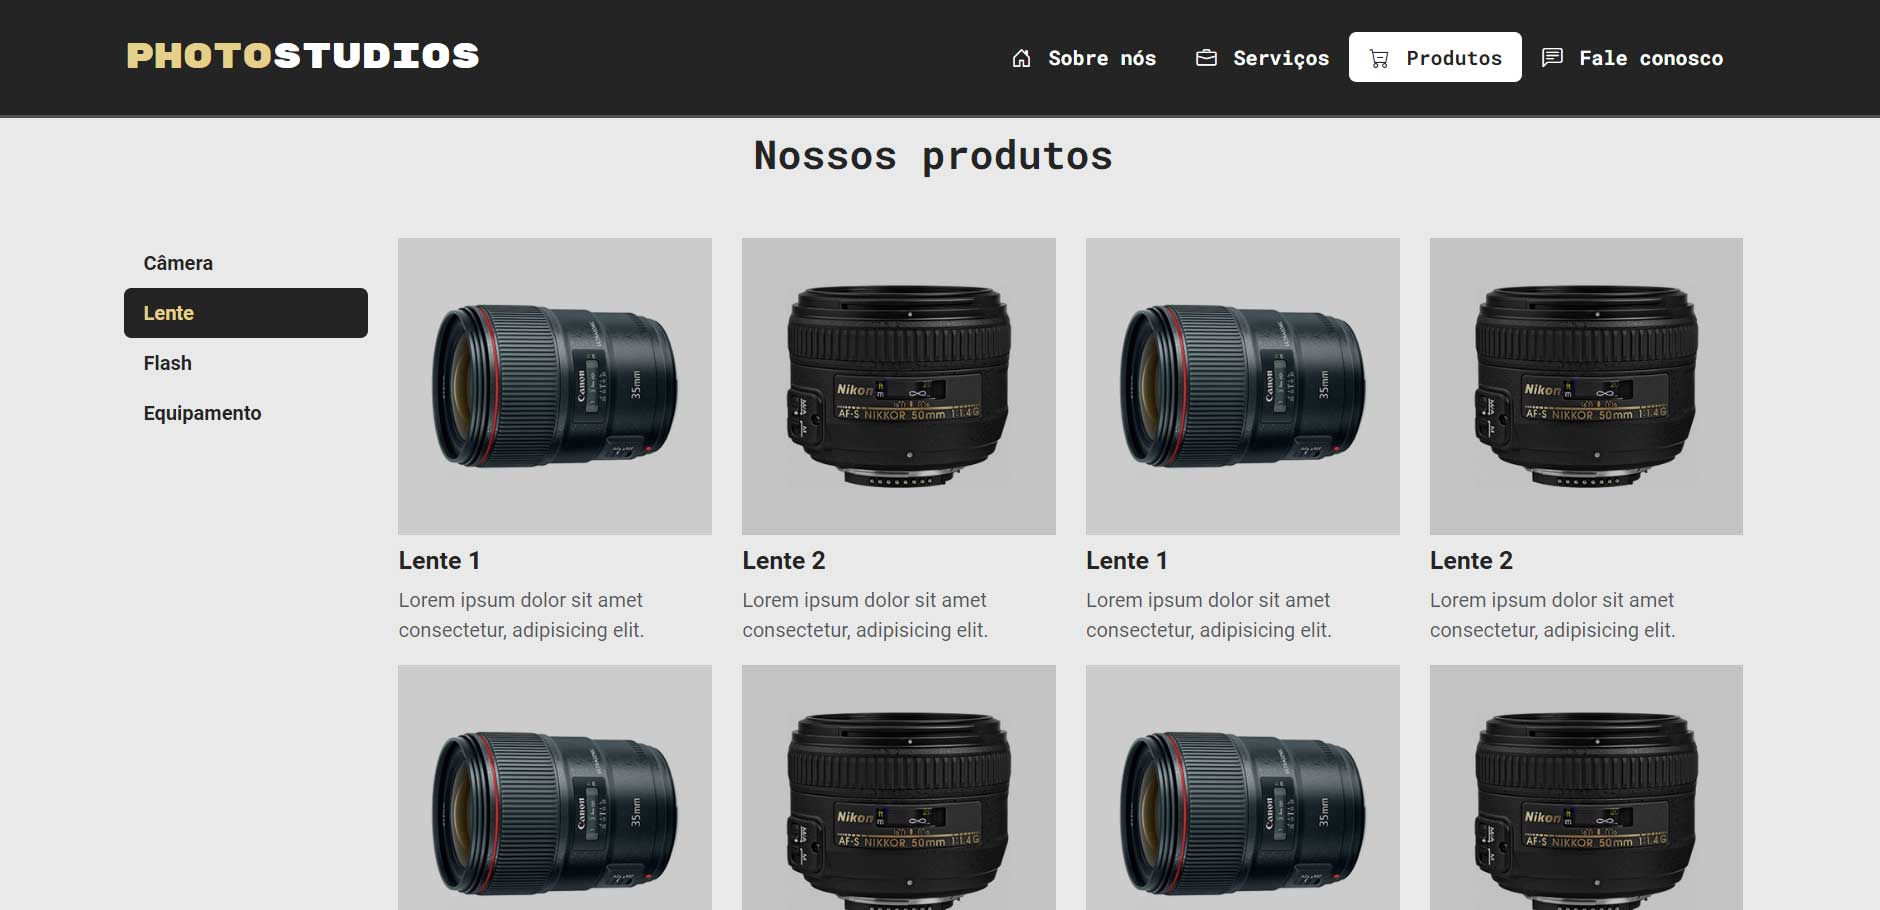 PHOTOSTUDIOS
Sobre nós
Serviços
Produtos
Fale conosco
Nossos produtos
Câmera
Lente
Flash
Equipamento
Canon
35mm
Nikon
AF-S NIKKOR 50mm 1:1.4G
Canon
35mm
Nikon
AF-S NIKKOR 50mm 1:1.4G
Lente 1
Lorem ipsum dolor sit amet
consectetur, adipisicing elit.
Lente 2
Lorem ipsum dolor sit amet
consectetur, adipisicing elit.
Lente 1
Lorem ipsum dolor sit amet
consectetur, adipisicing elit.
Lente 2
Lorem ipsum dolor sit amet
consectetur, adipisicing elit.
Canon
35mm
Nikon
AF-S NIKKOR 50mm 1:1.4G
Canon
35mm
Nikon
AF-S NIKKOR 50mm 1:1.4G